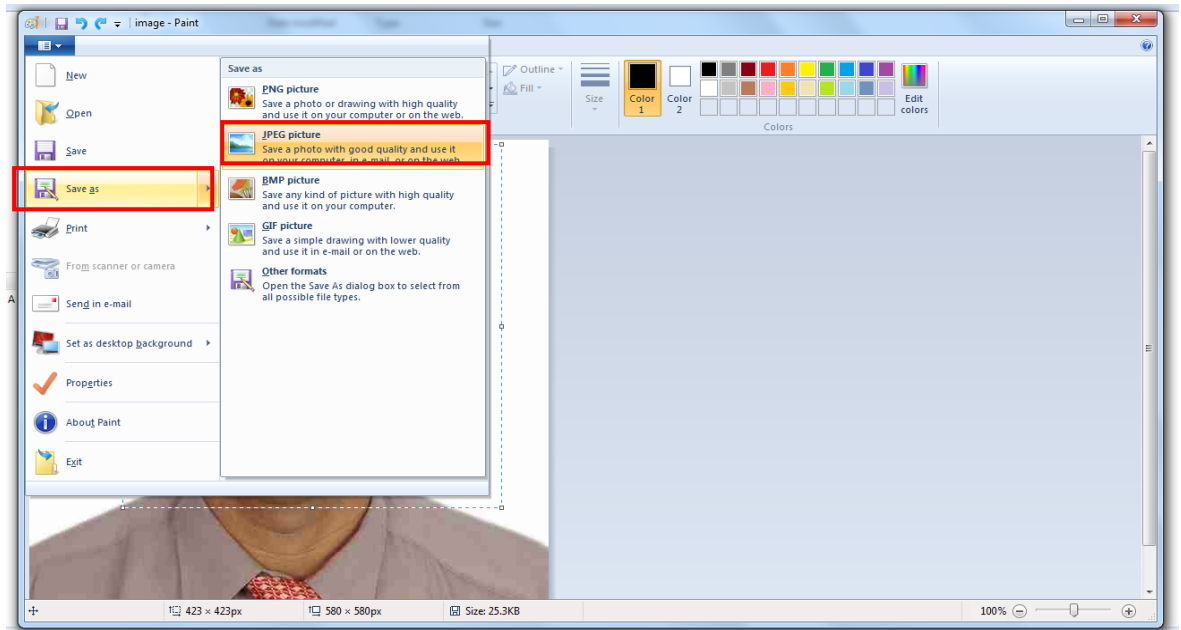 image - Paint
New
Open
Save
Save as
Print
From scanner or camera
Send in e-mail
Set as desktop background
Properties
About Paint
Exit
Save as
PNG picture
Save a photo or drawing with high quality
and use it on your computer or on the web.
JPEG picture
Save a photo with good quality and use it
on your computer, in e-mail, or on the web.
BMP picture
Save any kind of picture with high quality
and use it on your computer.
GIF picture
Save a simple drawing with lower quality
and use it in e-mail or on the web.
Other formats
Open the Save As dialog box to select from
all possible file types.
Outline
Fill
Size
Color
1
Color
2
Edit
colors
Colors
A
423 × 423px
580 × 580px
Size: 25.3KB
100%